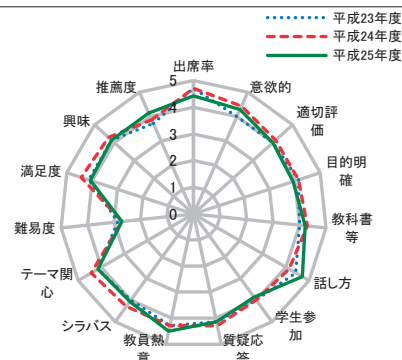 平成23年度
平成24年度
平成25年度
出席率
意欲的
適切評
価
目的明
確
教科書
等
話し方
学生参
加
質疑応
答
教員熱
意
シラバス
テーマ関
心
難易度
満足度
興味
推薦度
5
4
3
2
1
0